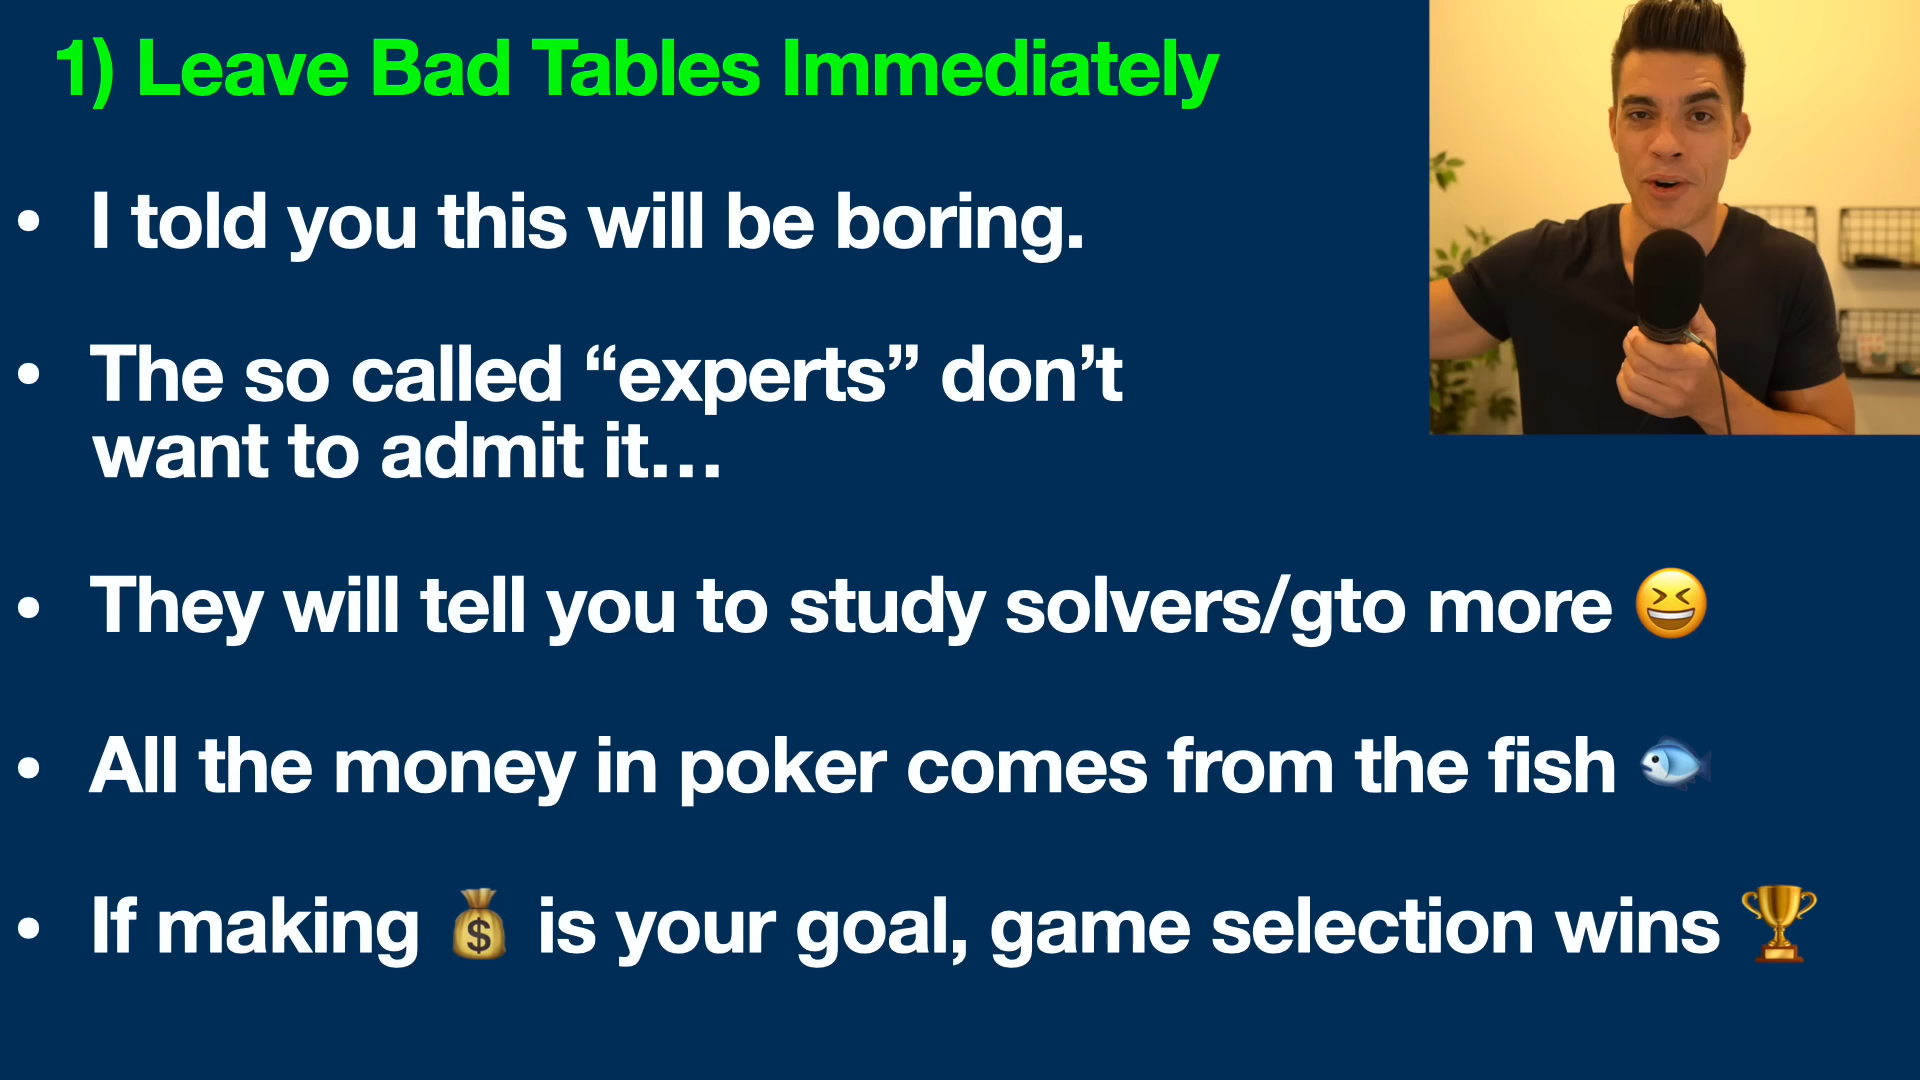 1) Leave Bad Tables Immediately
• I told you this will be boring.
• The so called “experts” don’t
want to admit it…
• They will tell you to study solvers/gto more 😆
• All the money in poker comes from the fish 🐟
• If making 💰 is your goal, game selection wins 🏆